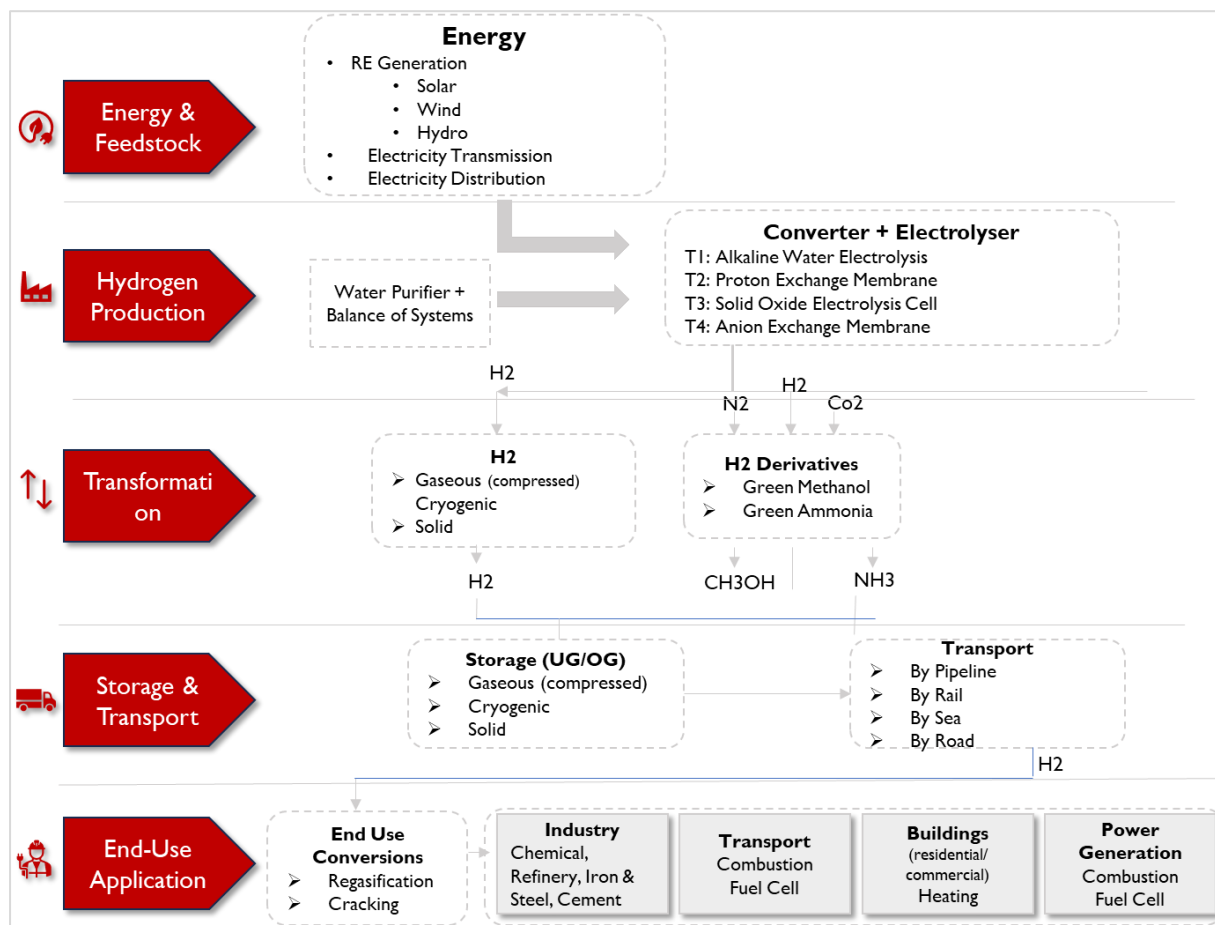 Energy
• RE Generation
• Solar
• Wind
• Hydro
• Electricity Transmission
• Electricity Distribution
Energy &
Feedstock
Converter + Electrolyser
T1: Alkaline Water Electrolysis
T2: Proton Exchange Membrane
T3: Solid Oxide Electrolysis Cell
T4: Anion Exchange Membrane
Hydrogen
Production
Water Purifier +
Balance of Systems
H2
N2
H2
Co2
Transformati
on
H2
➢ Gaseous (compressed)
Cryogenic
➢ Solid
H2 Derivatives
➢ Green Methanol
➢ Green Ammonia
H2
CH3OH
NH3
Storage &
Transport
Storage (UG/OG)
➢ Gaseous (compressed)
➢ Cryogenic
➢ Solid
Transport
➢ By Pipeline
➢ By Rail
➢ By Sea
➢ By Road
H2
End-Use
Application
End Use
Conversions
➢ Regasification
➢ Cracking
Industry
Chemical,
Refinery, Iron &
Steel, Cement
Transport
Combustion
Fuel Cell
Buildings
(residential/
commercial)
Heating
Power
Generation
Combustion
Fuel Cell